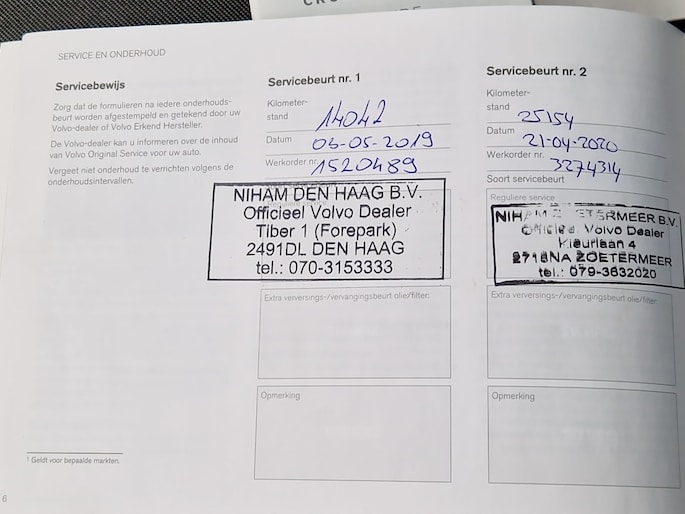 SERVICE EN ONDERHOUD
Servicebewijs
Zorg dat de formulieren na iedere onderhouds-
beurt worden afgestempeld en getekend door uw
Volvo-dealer of Volvo Erkend Hersteller.
De Volvo-dealer kan u informeren over de inhoud
van Volvo Original Service voor uw auto.
Vergeet niet onderhoud te verrichten volgens de
onderhoudsintervallen.
1 Geldt voor bepaalde markten.
6
Servicebeurt nr. 1
Kilometer-
stand 14042
Datum 06-05-2019
Werkorder nr. 1520489
NIHAM DEN HAAG B.V.
Officieel Volvo Dealer
Tiber 1 (Forepark)
2491DL DEN HAAG
tel.: 070-3153333
Extra verversings-/vervangingsbeurt olie/filter:
Opmerking
Servicebeurt nr. 2
Kilometer-
stand 25154
Datum 21-04-2020
Werkorder nr. 3274314
Soort servicebeurt
Reguliere service
NIHAM ETERMEER B.V.
Volvo Dealer
Kleurlaan 4
2718NA ZOETERMEER
tel.: 079-3632020
Extra verversings-/vervangingsbeurt olie/filter:
Opmerking